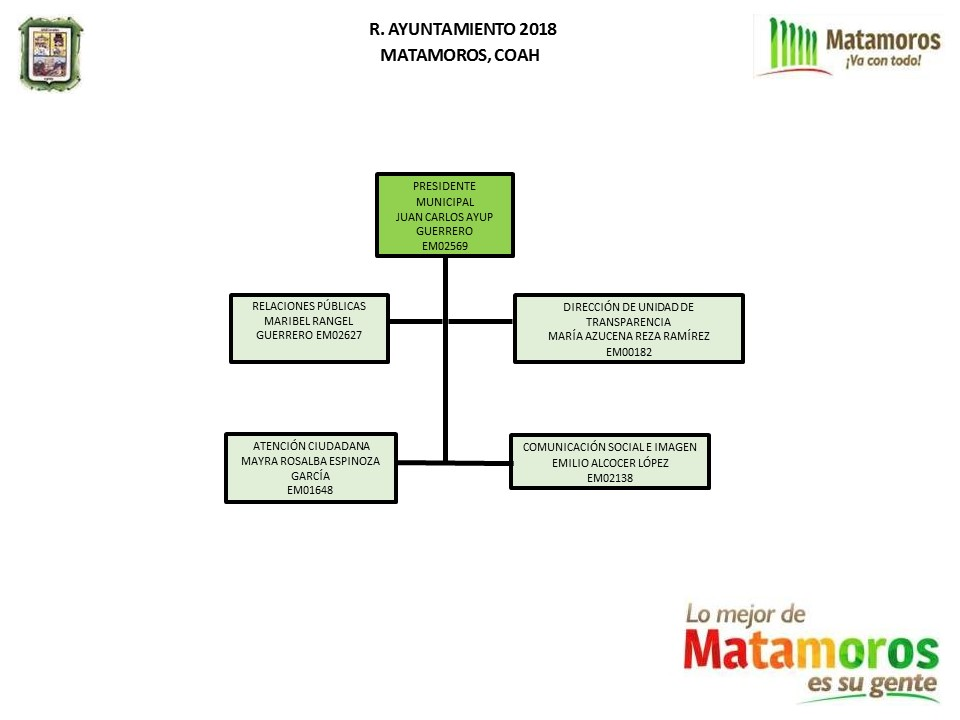 R. AYUNTAMIENTO 2018
MATAMOROS, COAH
Matamoros
¡Va con todo!
PRESIDENTE
MUNICIPAL
JUAN CARLOS AYUP
GUERRERO
EM02569
RELACIONES PÚBLICAS
MARIBEL RANGEL
GUERRERO EM02627
DIRECCIÓN DE UNIDAD DE
TRANSPARENCIA
MARÍA AZUCENA REZA RAMÍREZ
EM00182
ATENCIÓN CIUDADANA
MAYRA ROSALBA ESPINOZA
GARCÍA
EM01648
COMUNICACIÓN SOCIAL E IMAGEN
EMILIO ALCOCER LÓPEZ
EM02138
Lo mejor de
Matamoros
es su gente